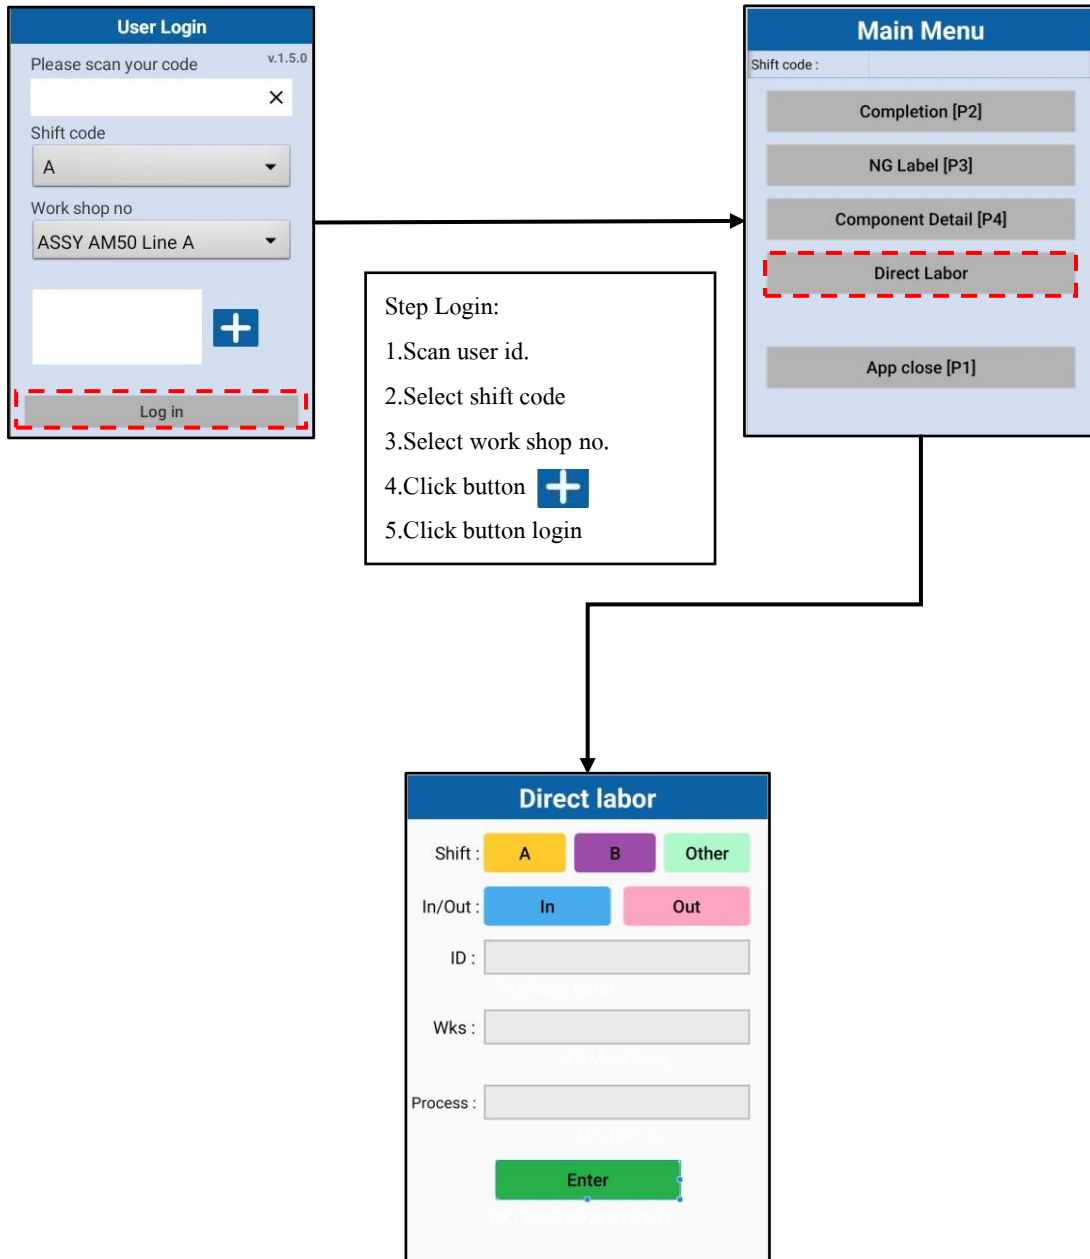 User Login
Please scan your code
v.1.5.0
Shift code
A
Work shop no
ASSY AM50 Line A
Log in
Main Menu
Shift code :
Completion [P2]
NG Label [P3]
Component Detail [P4]
Direct Labor
App close [P1]
Step Login:
1.Scan user id.
2.Select shift code
3.Select work shop no.
4.Click button
5.Click button login
Direct labor
Shift : A B Other
In/Out : In Out
ID :
Wks :
Process :
Enter